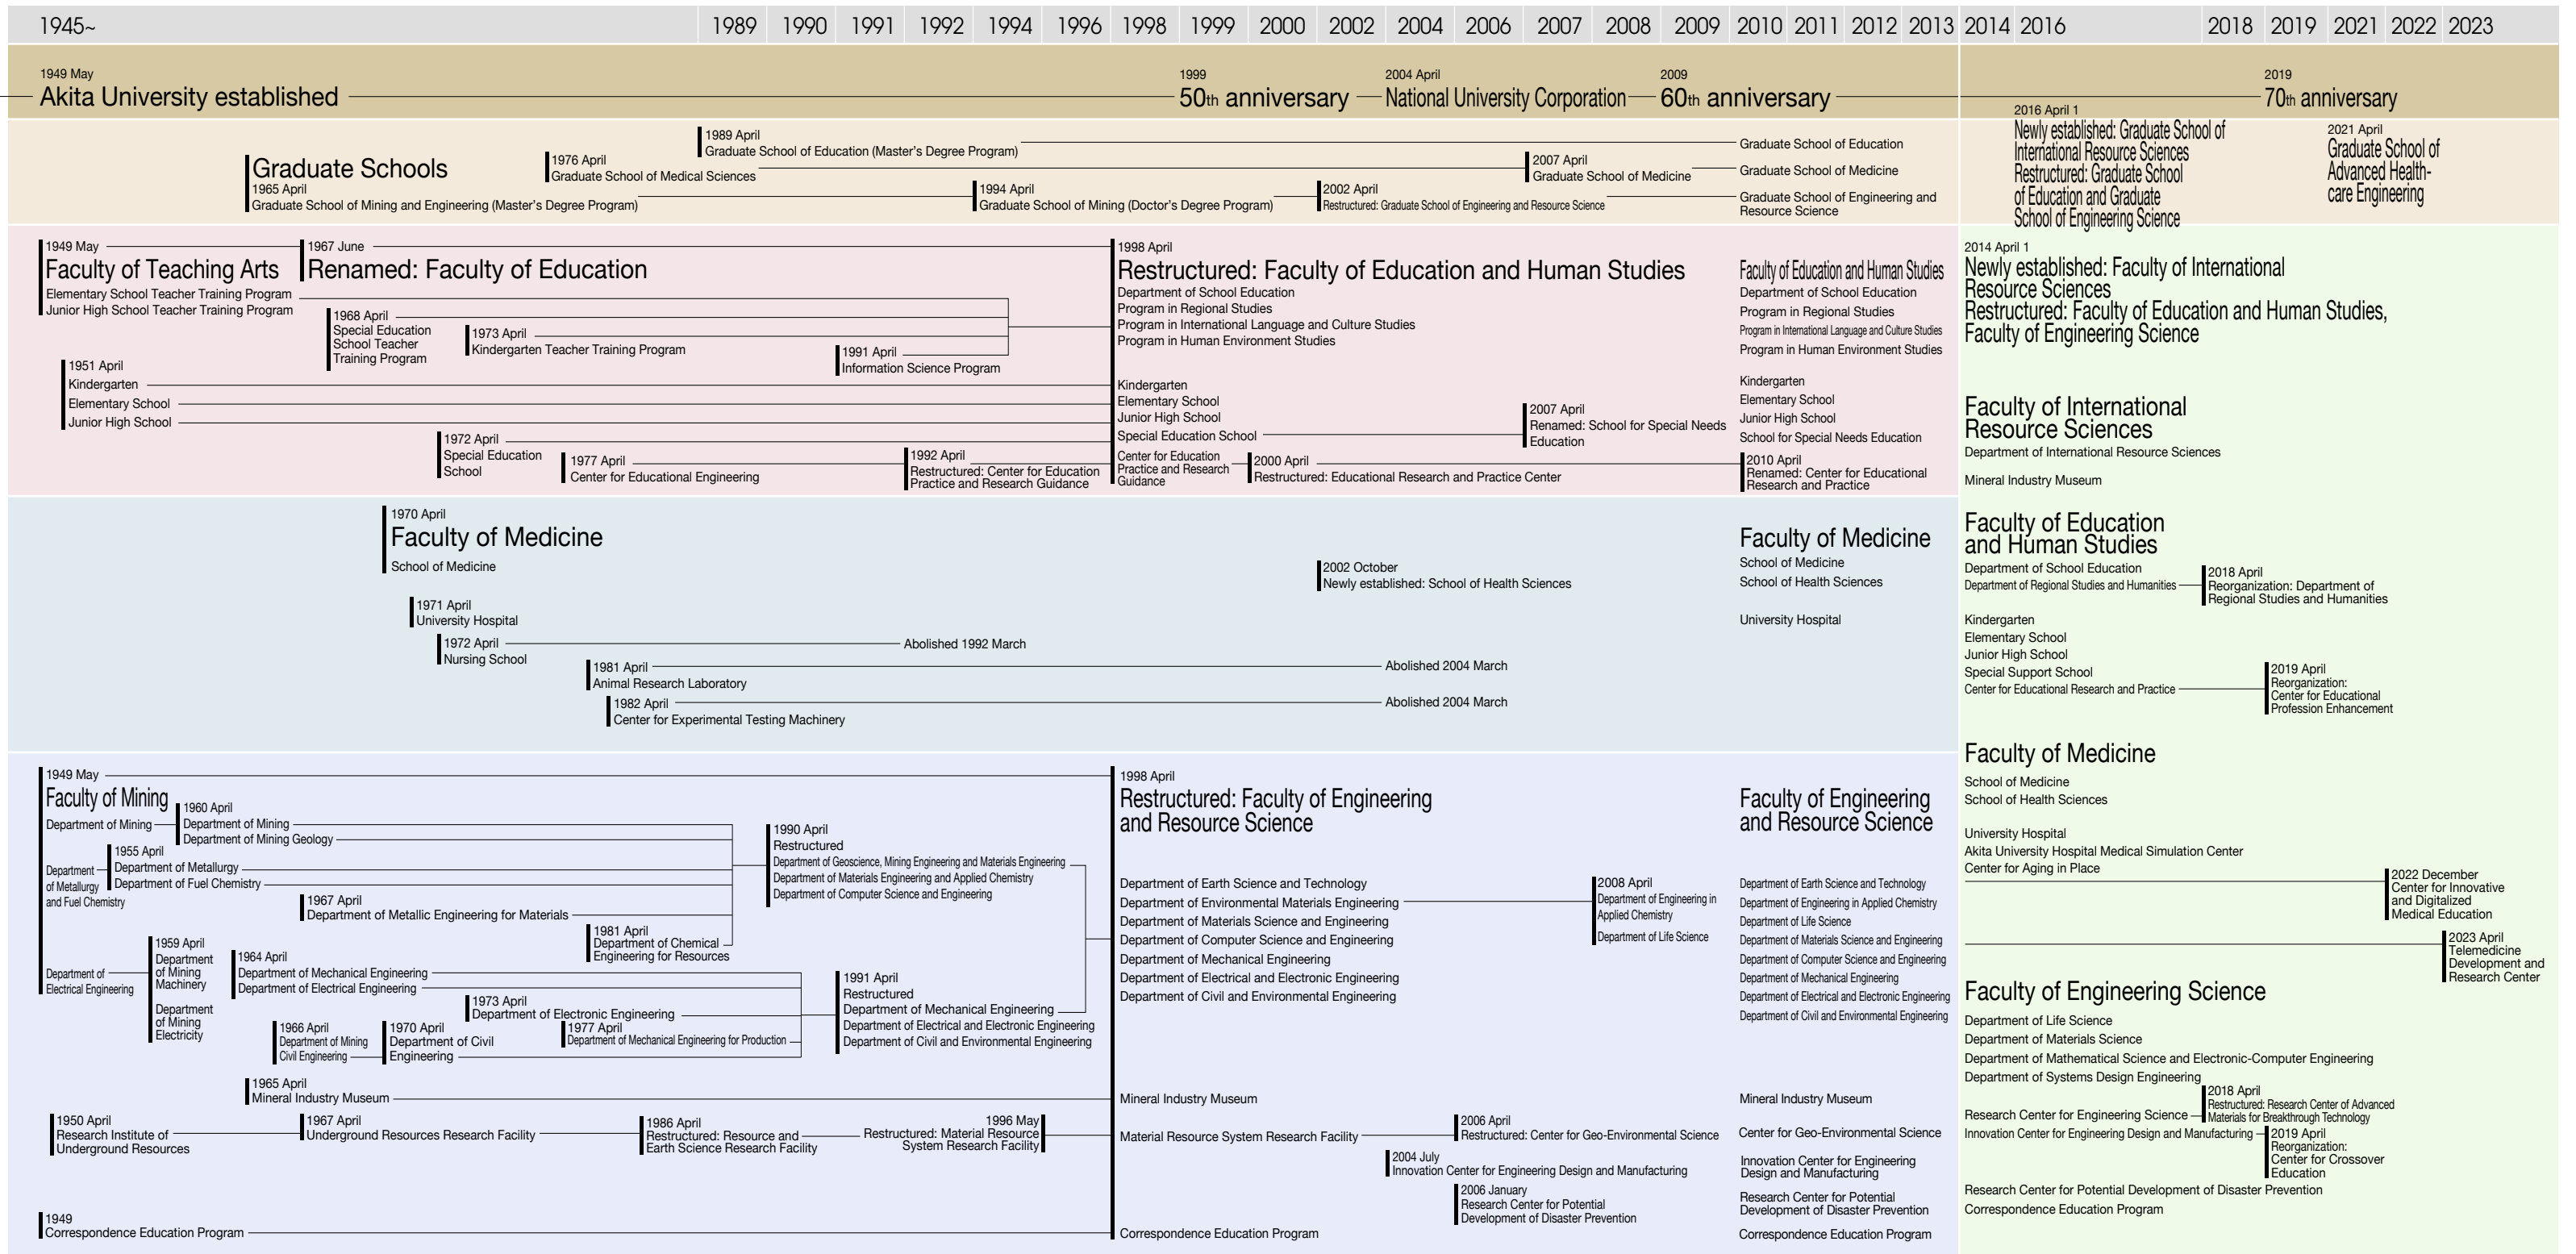 1945~ 1989 1990 1991 1992 1994 1996 1998 1999 2000 2002 2004 2006 2007 2008 2009 2010 2011 2012 2013 2014 2016 2018 2019 2021 2022 2023
1949 May
Akita University established
1999
50th anniversary
2004 April
National University Corporation
2009
60th anniversary
2019
70th anniversary
Graduate Schools
1965 April
Graduate School of Mining and Engineering (Master's Degree Program)
1976 April
Graduate School of Medical Sciences
1989 April
Graduate School of Education (Master's Degree Program)
1994 April
Graduate School of Mining (Doctor's Degree Program)
2002 April
Restructured: Graduate School of Engineering and Resource Science
2007 April
Graduate School of Medicine
Graduate School of Education
Graduate School of Medicine
Graduate School of Engineering and
Resource Science
2016 April 1
Newly established: Graduate School of
International Resource Sciences
Restructured: Graduate School
of Education and Graduate
School of Engineering Science
2021 April
Graduate School of
Advanced Health-
care Engineering
1949 May
Faculty of Teaching Arts
Elementary School Teacher Training Program
Junior High School Teacher Training Program
1967 June
Renamed: Faculty of Education
1968 April
Special Education
School Teacher
Training Program
1973 April
Kindergarten Teacher Training Program
1991 April
Information Science Program
1951 April
Kindergarten
Elementary School
Junior High School
1972 April
Special Education
School
1977 April
Center for Educational Engineering
1992 April
Restructured: Center for Education
Practice and Research Guidance
1998 April
Restructured: Faculty of Education and Human Studies
Department of School Education
Program in Regional Studies
Program in International Language and Culture Studies
Program in Human Environment Studies
Kindergarten
Elementary School
Junior High School
Special Education School
Center for Education
Practice and Research
Guidance
2000 April
Restructured: Educational Research and Practice Center
2007 April
Renamed: School for Special Needs
Education
Faculty of Education and Human Studies
Department of School Education
Program in Regional Studies
Program in International Language and Culture Studies
Program in Human Environment Studies
Kindergarten
Elementary School
Junior High School
School for Special Needs Education
2010 April
Renamed: Center for Educational
Research and Practice
1970 April
Faculty of Medicine
School of Medicine
1971 April
University Hospital
1972 April
Nursing School
Abolished 1992 March
1981 April
Animal Research Laboratory
Abolished 2004 March
1982 April
Center for Experimental Testing Machinery
Abolished 2004 March
2002 October
Newly established: School of Health Sciences
Faculty of Medicine
School of Medicine
School of Health Sciences
University Hospital
1949 May
Faculty of Mining
Department of Mining
1960 April
Department of Mining
Department of Mining Geology
Department
of Metallurgy
and Fuel Chemistry
1955 April
Department of Metallurgy
Department of Fuel Chemistry
1967 April
Department of Metallic Engineering for Materials
1981 April
Department of Chemical
Engineering for Resources
Department of
Electrical Engineering
1959 April
Department
of Mining
Machinery
Department
of Mining
Electricity
1964 April
Department of Mechanical Engineering
Department of Electrical Engineering
1973 April
Department of Electronic Engineering
1966 April
Department of Mining
Civil Engineering
1970 April
Department of Civil
Engineering
1977 April
Department of Mechanical Engineering for Production
1990 April
Restructured
Department of Geoscience, Mining Engineering and Materials Engineering
Department of Materials Engineering and Applied Chemistry
Department of Computer Science and Engineering
1991 April
Restructured
Department of Mechanical Engineering
Department of Electrical and Electronic Engineering
Department of Civil and Environmental Engineering
1965 April
Mineral Industry Museum
1950 April
Research Institute of
Underground Resources
1967 April
Underground Resources Research Facility
1986 April
Restructured: Resource and
Earth Science Research Facility
1996 May
Restructured: Material Resource
System Research Facility
1949
Correspondence Education Program
1998 April
Restructured: Faculty of Engineering
and Resource Science
Department of Earth Science and Technology
Department of Environmental Materials Engineering
Department of Materials Science and Engineering
Department of Computer Science and Engineering
Department of Mechanical Engineering
Department of Electrical and Electronic Engineering
Department of Civil and Environmental Engineering
2008 April
Department of Engineering in
Applied Chemistry
Department of Life Science
Mineral Industry Museum
Material Resource System Research Facility
2006 April
Restructured: Center for Geo-Environmental Science
2004 July
Innovation Center for Engineering Design and Manufacturing
2006 January
Research Center for Potential
Development of Disaster Prevention
Correspondence Education Program
Faculty of Engineering
and Resource Science
Department of Earth Science and Technology
Department of Engineering in Applied Chemistry
Department of Life Science
Department of Materials Science and Engineering
Department of Computer Science and Engineering
Department of Mechanical Engineering
Department of Electrical and Electronic Engineering
Department of Civil and Environmental Engineering
Mineral Industry Museum
Center for Geo-Environmental Science
Innovation Center for Engineering
Design and Manufacturing
Research Center for Potential
Development of Disaster Prevention
Correspondence Education Program
2014 April 1
Newly established: Faculty of International
Resource Sciences
Restructured: Faculty of Education and Human Studies,
Faculty of Engineering Science
Faculty of International
Resource Sciences
Department of International Resource Sciences
Mineral Industry Museum
Faculty of Education
and Human Studies
Department of School Education
Department of Regional Studies and Humanities
2018 April
Reorganization: Department of
Regional Studies and Humanities
Kindergarten
Elementary School
Junior High School
Special Support School
Center for Educational Research and Practice
2019 April
Reorganization:
Center for Educational
Profession Enhancement
Faculty of Medicine
School of Medicine
School of Health Sciences
University Hospital
Akita University Hospital Medical Simulation Center
Center for Aging in Place
2022 December
Center for Innovative
and Digitalized
Medical Education
2023 April
Telemedicine
Development and
Research Center
Faculty of Engineering Science
Department of Life Science
Department of Materials Science
Department of Mathematical Science and Electronic-Computer Engineering
Department of Systems Design Engineering
Research Center for Engineering Science
2018 April
Restructured: Research Center of Advanced
Materials for Breakthrough Technology
Innovation Center for Engineering Design and Manufacturing
2019 April
Reorganization:
Center for Crossover
Education
Research Center for Potential Development of Disaster Prevention
Correspondence Education Program